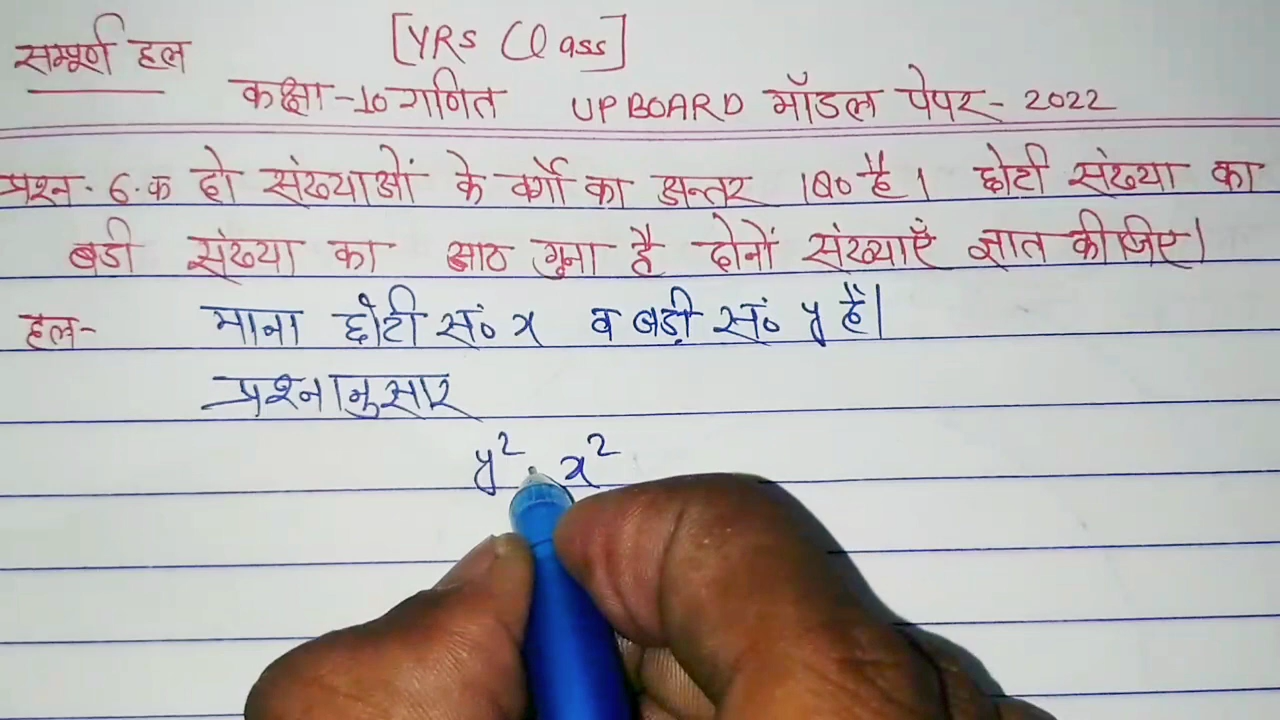 [YRS Class]
सम्पूर्ण हल
कक्षा-10 गणित UP BOARD मॉडल पेपर- 2022
प्रश्न. 6. क दो संख्याओं के वर्गों का अन्तर 180 है। छोटी संख्या का
बडी संख्या का आठ गुना है दोनों संख्याएँ ज्ञात कीजिए।
हल- माना छोटी सं० x व बड़ी सं० y हैं।
प्रश्नानुसार
y² x²